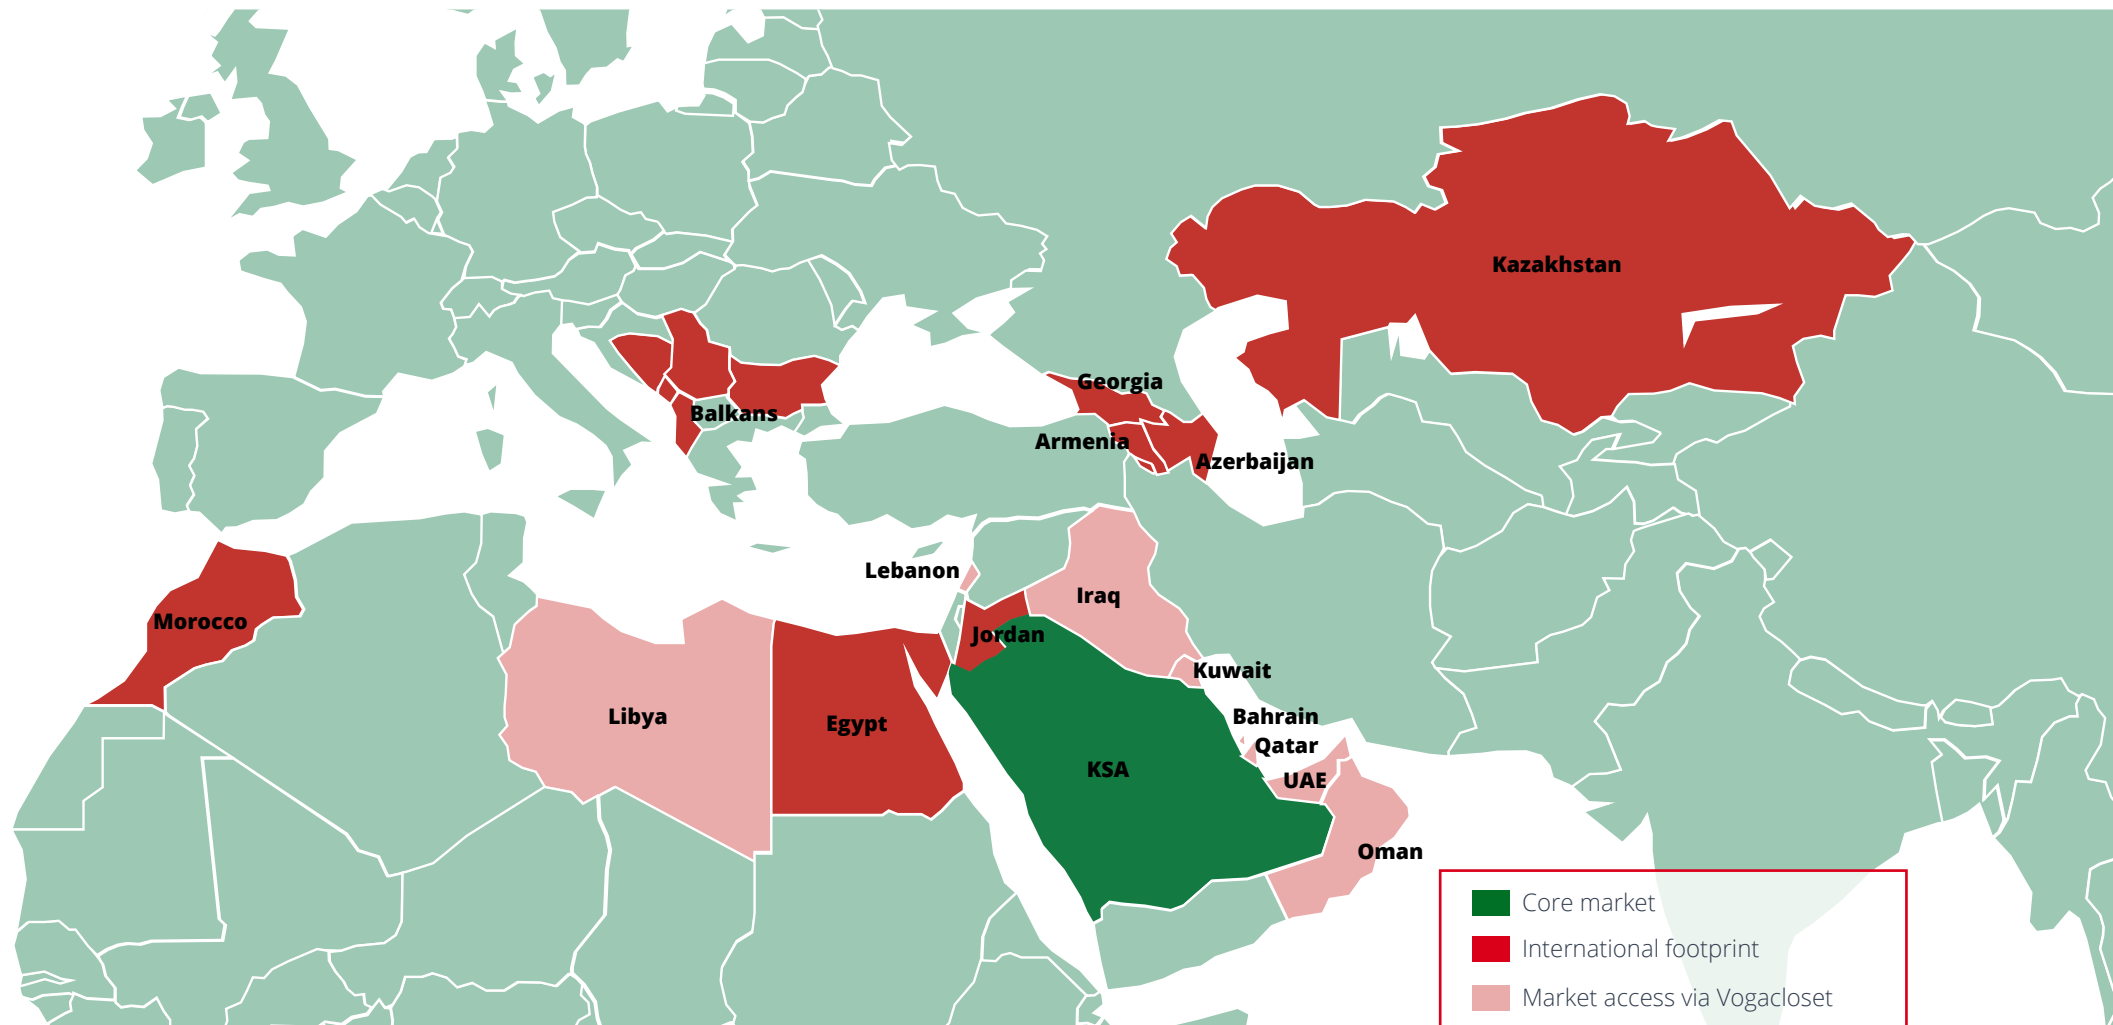 Kazakhstan
Georgia
Balkans
Armenia
Azerbaijan
Lebanon
Iraq
Morocco
Jordan
Kuwait
Libya
Egypt
Bahrain
Qatar
KSA
UAE
Oman
Core market
International footprint
Market access via Vogacloset